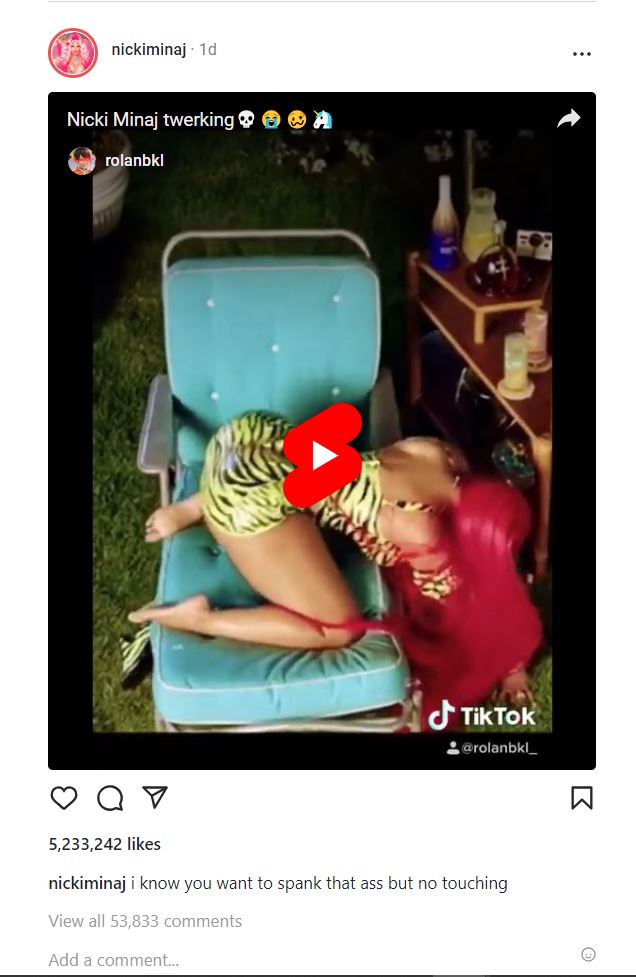 nickiminaj · 1d
Nicki Minaj twerking💀 😭 🥴 🦄
rolanbkl
TikTok
@rolanbkl_
5,233,242 likes
nickiminaj i know you want to spank that ass but no touching
View all 53,833 comments
Add a comment...